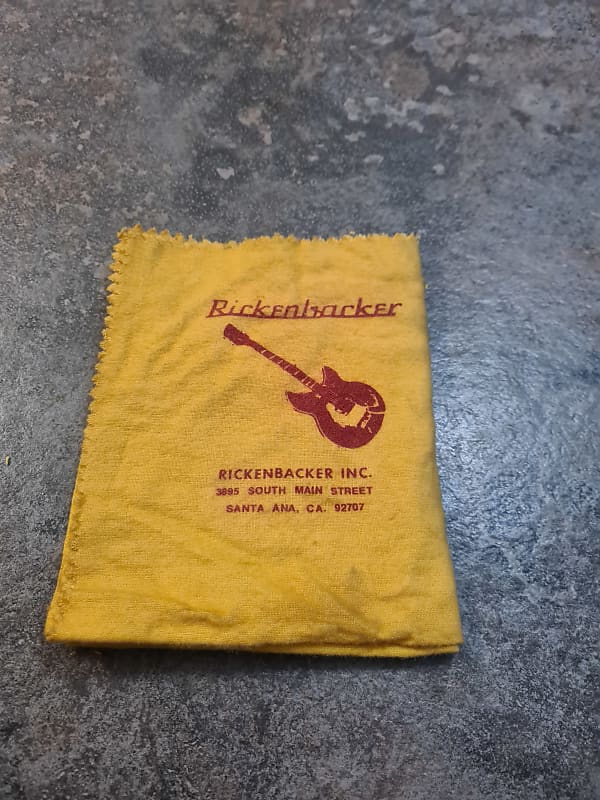 Rickenbacker
RICKENBACKER INC.
3895 SOUTH MAIN STREET
SANTA ANA, CA. 92707